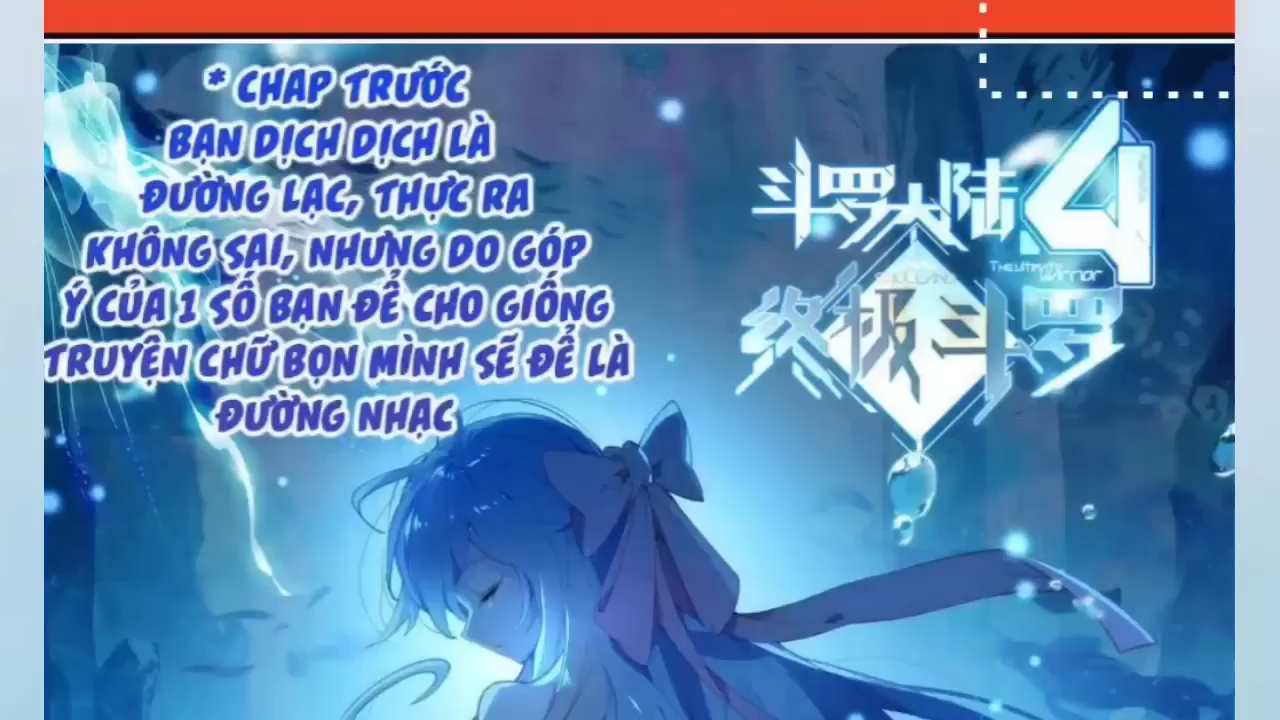 * CHAP TRƯỚC
BẠN DỊCH DỊCH LÀ
ĐƯỜNG LẠC, THỰC RA
KHÔNG SAI, NHƯNG DO GÓP
Ý CỦA 1 SỐ BẠN ĐỂ CHO GIỐNG
TRUYỆN CHỮ BỌN MÌNH SẼ ĐỂ LÀ
ĐƯỜNG NHẠC
斗罗大陆4
终极斗罗